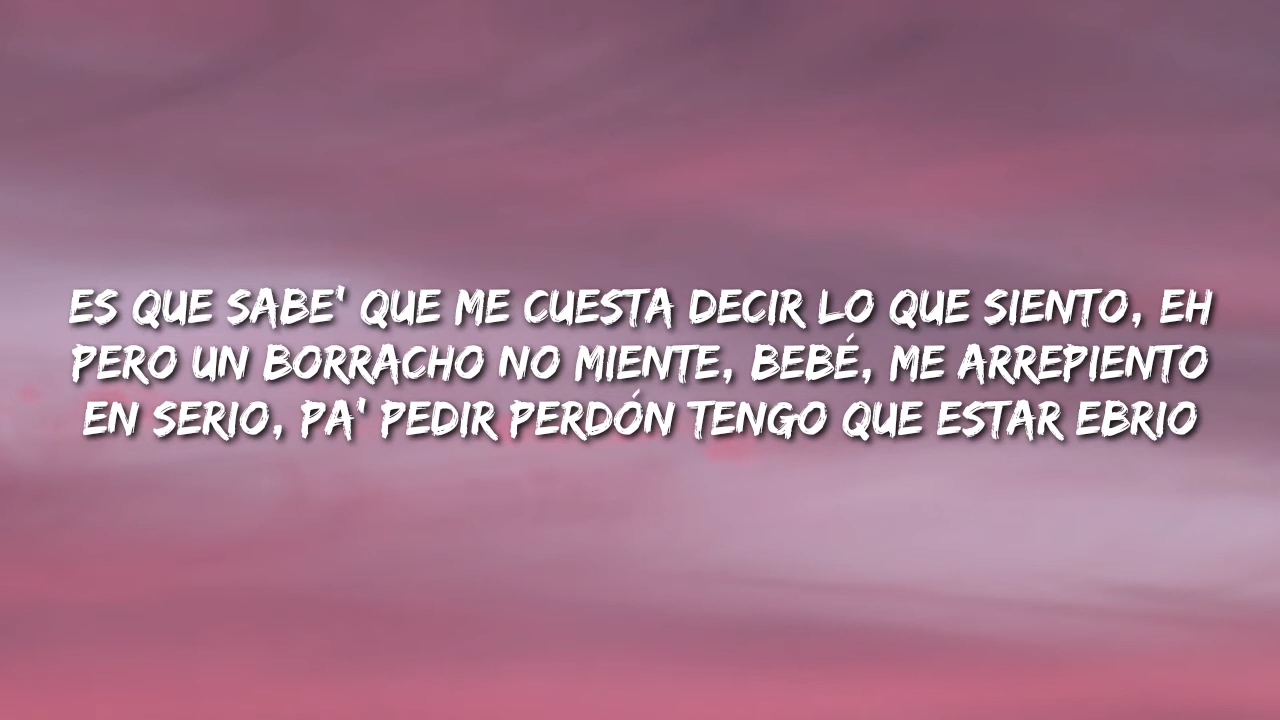 ES QUE SABE' QUE ME CUESTA DECIR LO QUE SIENTO, EH
PERO UN BORRACHO NO MIENTE, BEBÉ, ME ARREPIENTO
EN SERIO, PA' PEDIR PERDÓN TENGO QUE ESTAR EBRIO